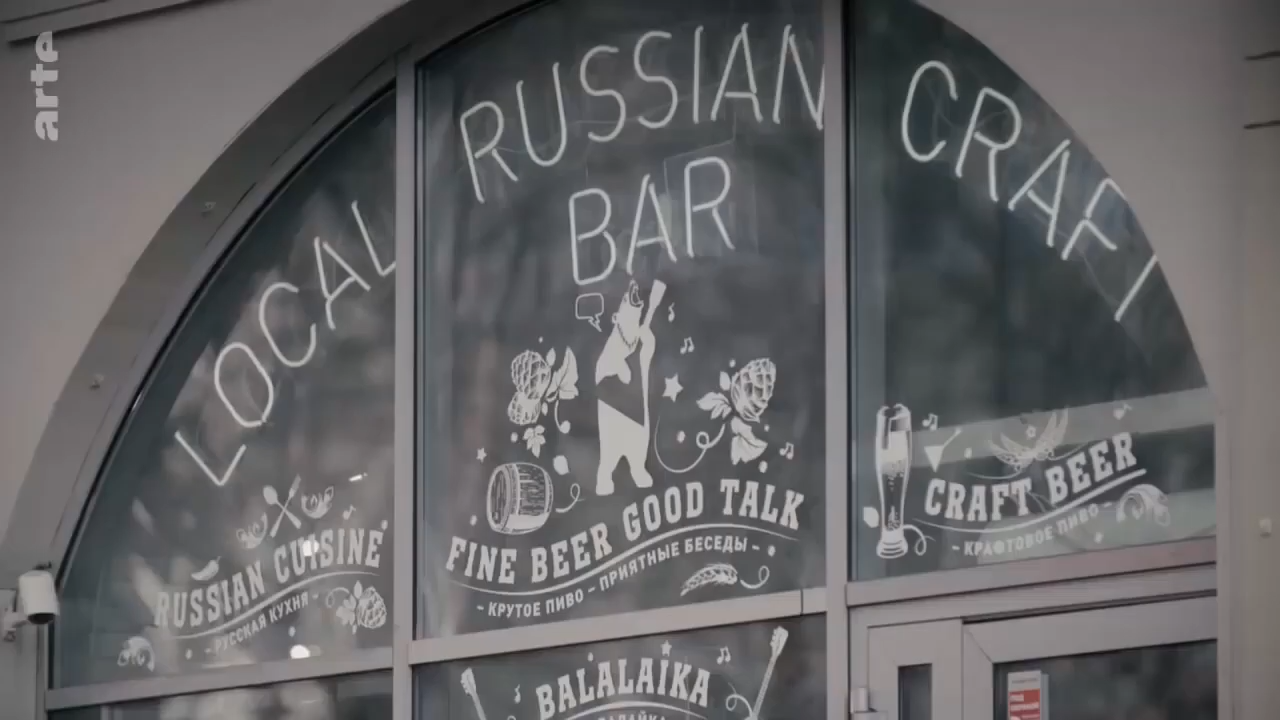 arte
LOCAL
RUSSIAN
BAR
CRAFT
RUSSIAN CUISINE
- РУССКАЯ КУХНЯ -
FINE BEER GOOD TALK
- КРУТОЕ ПИВО - ПРИЯТНЫЕ БЕСЕДЫ -
CRAFT BEER
- КРАФТОВОЕ ПИВО -
BALALAIKA